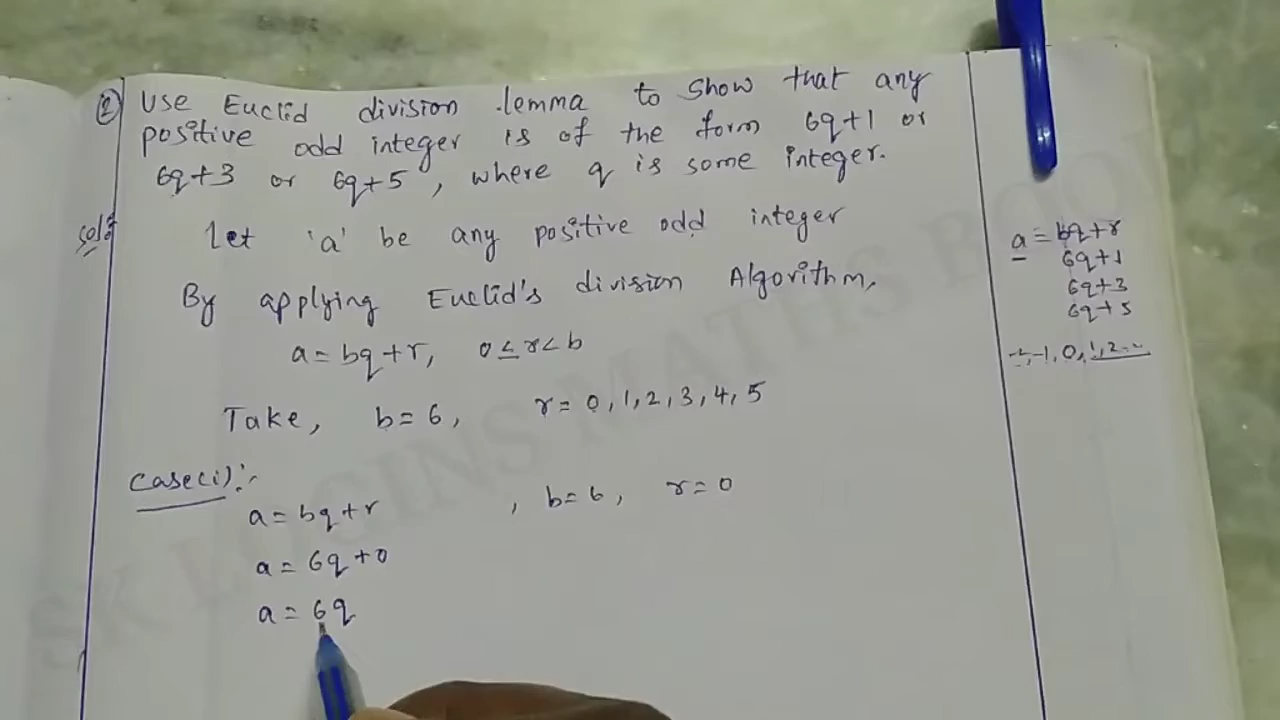 ② Use Euclid division lemma to show that any
positive odd integer is of the form 6q+1 or
6q+3 or 6q+5, where q is some integer.
Sol:
Let 'a' be any positive odd integer
By applying Euclid's division Algorithm,
a = bq + r, 0 ≤ r < b
Take, b = 6, r = 0, 1, 2, 3, 4, 5
Case(i):-
a = bq + r , b = 6, r = 0
a = 6q + 0
a = 6q
a = bq + r
6q+1
6q+3
6q+5
-1, 0, 1, 2
SK LOGINS MATHS